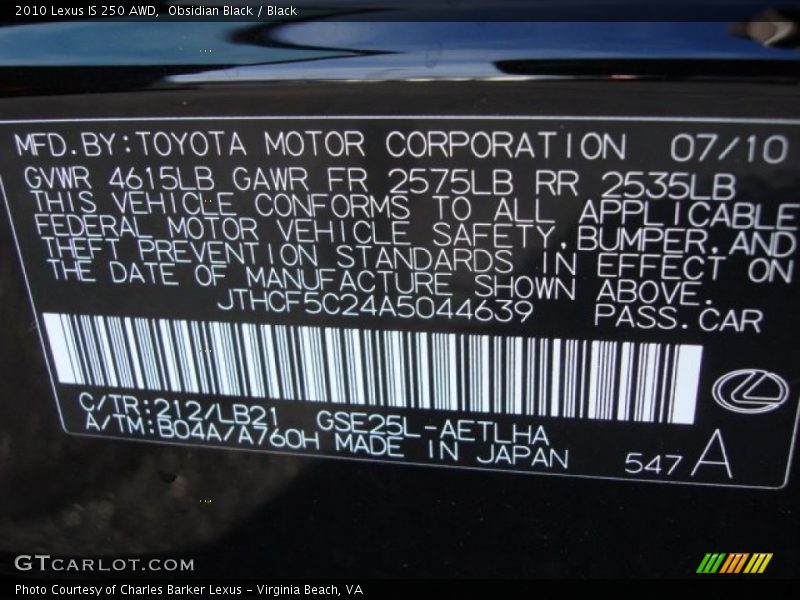 2010 Lexus IS 250 AWD, Obsidian Black / Black
MFD.BY:TOYOTA MOTOR CORPORATION 07/10
GVWR 4615LB GAWR FR 2575LB RR 2535LB
THIS VEHICLE CONFORMS TO ALL APPLICABLE
FEDERAL MOTOR VEHICLE SAFETY,BUMPER,AND
THEFT PREVENTION STANDARDS IN EFFECT ON
THE DATE OF MANUFACTURE SHOWN ABOVE.
JTHCF5C24A5044639 PASS.CAR
C/TR:212/LB21 GSE25L-AETLHA
A/TM:B04A/A760H MADE IN JAPAN 547 A
GTCARLOT.COM
Photo Courtesy of Charles Barker Lexus - Virginia Beach, VA